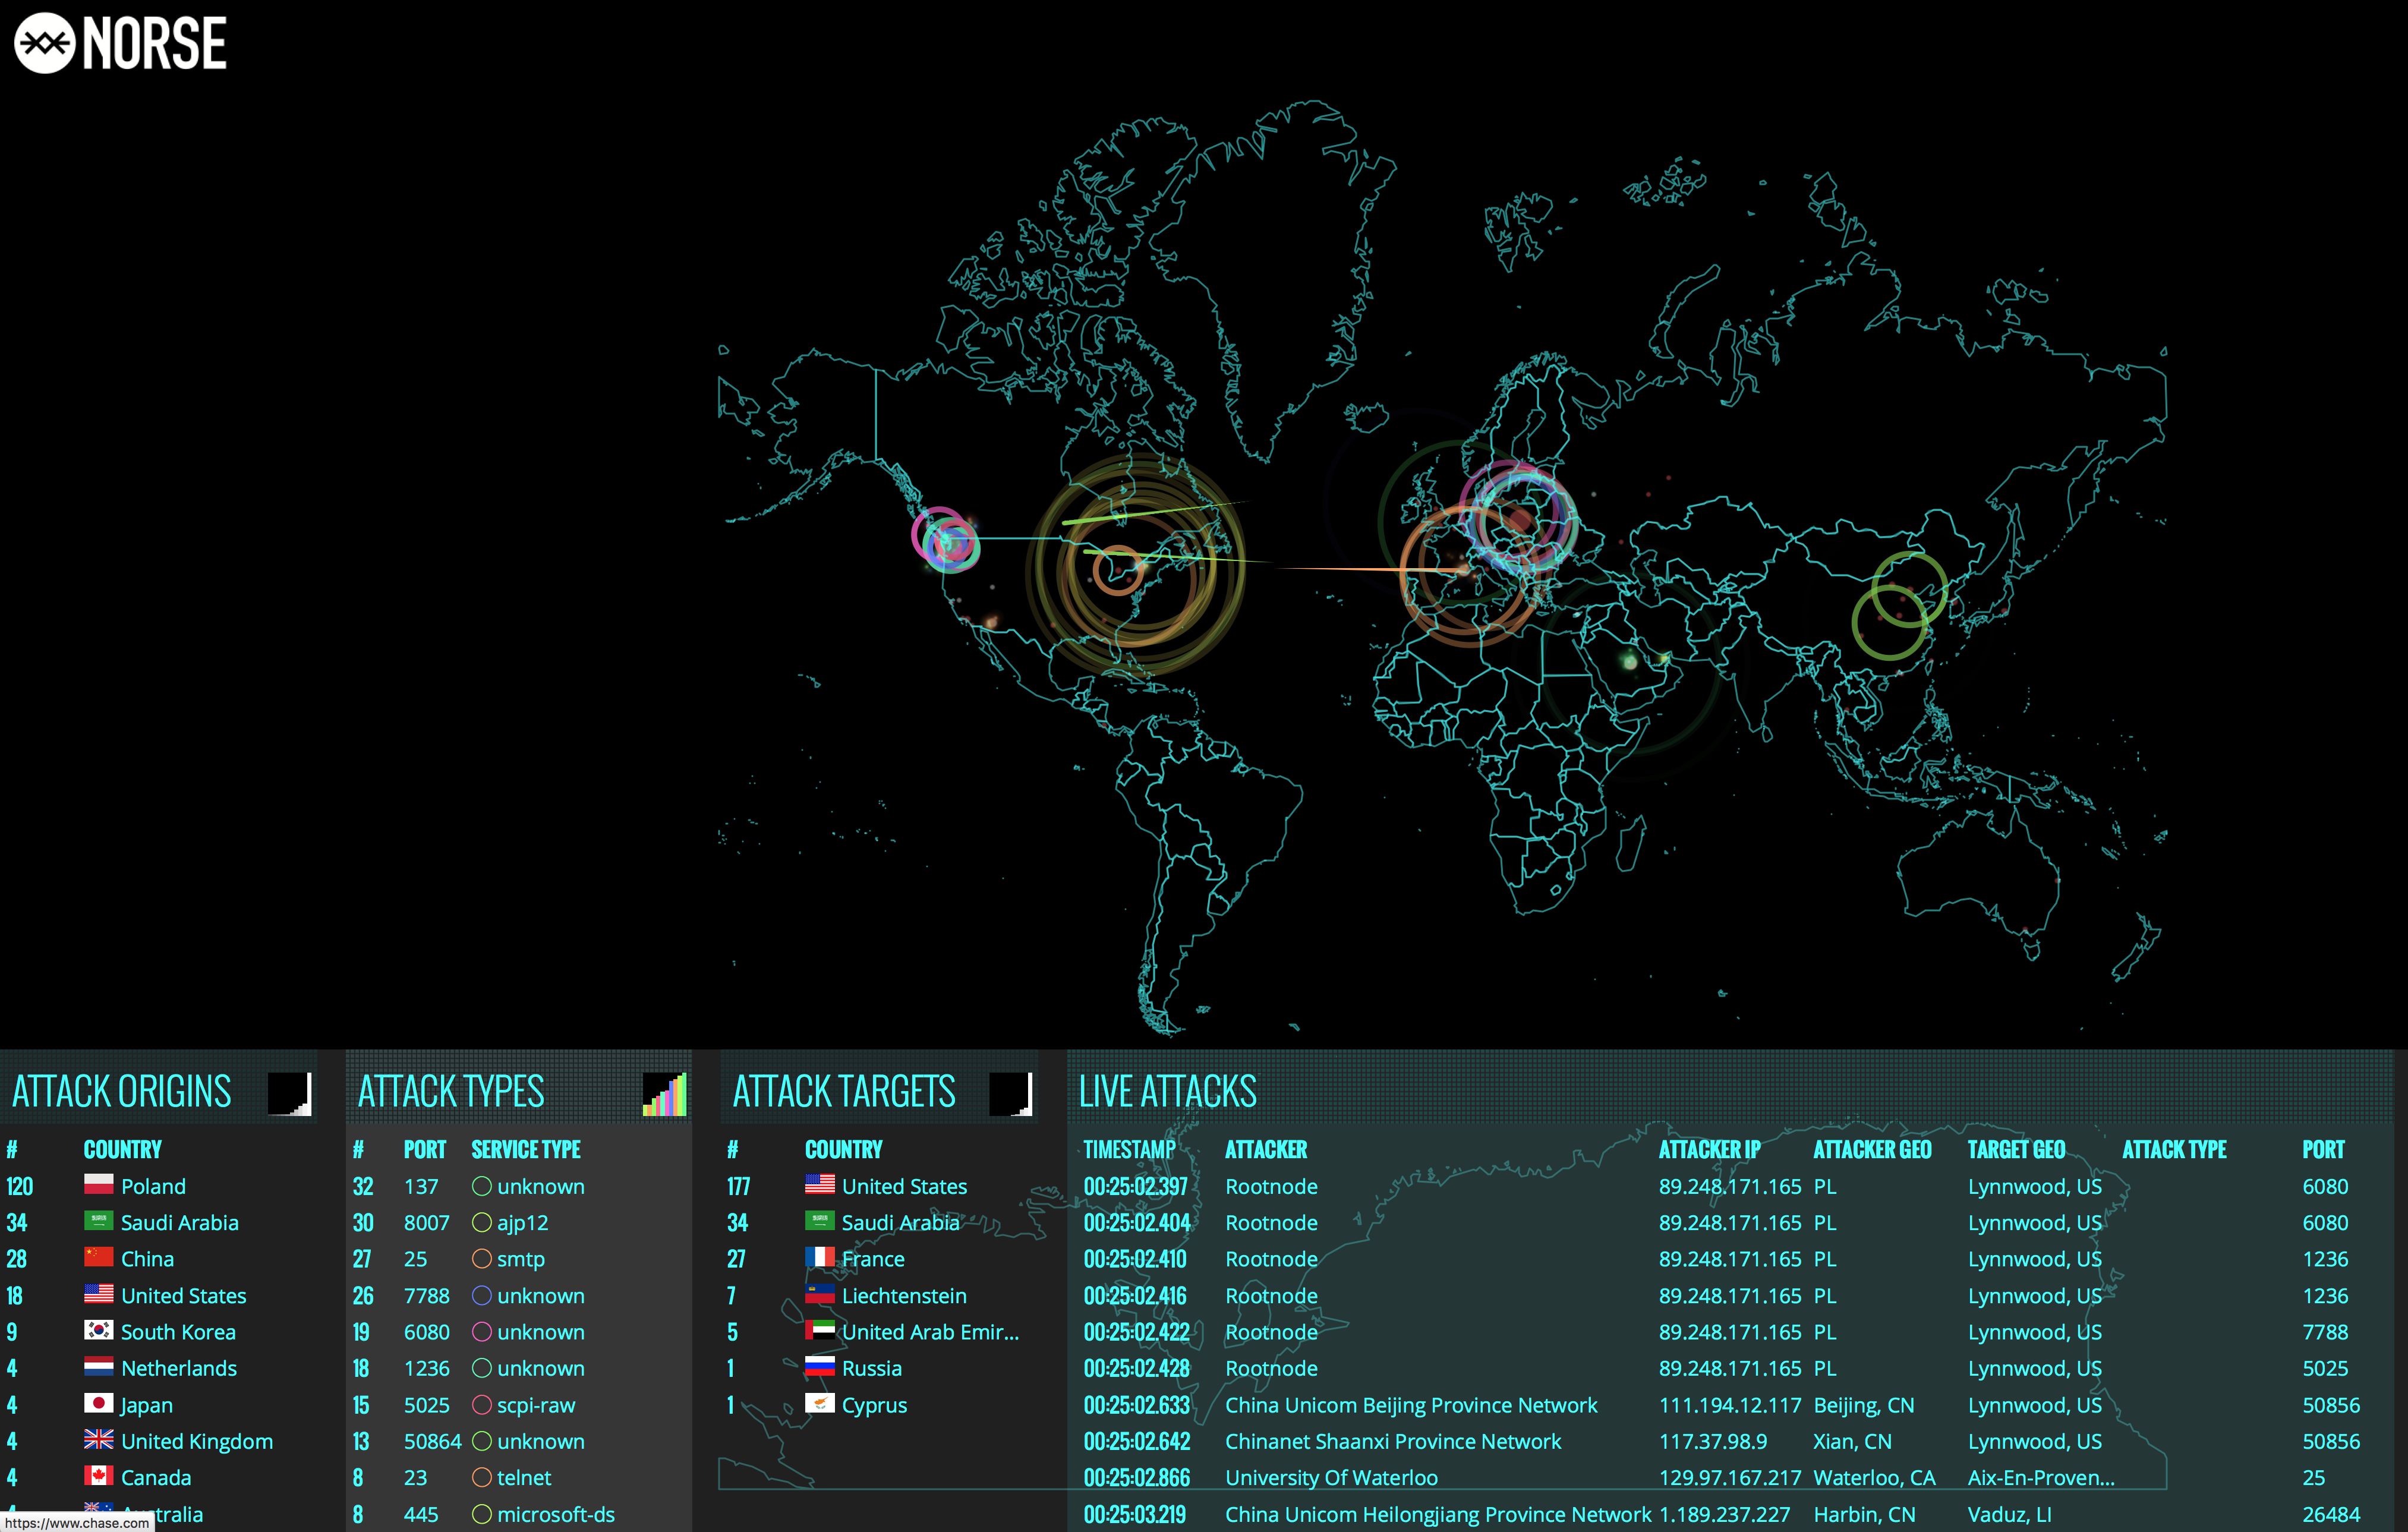 NORSE
ATTACK ORIGINS
# COUNTRY
120 Poland
34 Saudi Arabia
28 China
18 United States
9 South Korea
4 Netherlands
4 Japan
4 United Kingdom
4 Canada
tralia
https://www.chase.com
ATTACK TYPES
# PORT SERVICE TYPE
32 137 unknown
30 8007 ajp12
27 25 smtp
26 7788 unknown
19 6080 unknown
18 1236 unknown
15 5025 scpi-raw
13 50864 unknown
8 23 telnet
8 445 microsoft-ds
ATTACK TARGETS
# COUNTRY
177 United States
34 Saudi Arabia
27 France
7 Liechtenstein
5 United Arab Emir...
1 Russia
1 Cyprus
LIVE ATTACKS
TIMESTAMP ATTACKER ATTACKER IP ATTACKER GEO TARGET GEO ATTACK TYPE PORT
00:25:02.397 Rootnode 89.248.171.165 PL Lynnwood, US 6080
00:25:02.404 Rootnode 89.248.171.165 PL Lynnwood, US 6080
00:25:02.410 Rootnode 89.248.171.165 PL Lynnwood, US 1236
00:25:02.416 Rootnode 89.248.171.165 PL Lynnwood, US 1236
00:25:02.422 Rootnode 89.248.171.165 PL Lynnwood, US 7788
00:25:02.428 Rootnode 89.248.171.165 PL Lynnwood, US 5025
00:25:02.633 China Unicom Beijing Province Network 111.194.12.117 Beijing, CN Lynnwood, US 50856
00:25:02.642 Chinanet Shaanxi Province Network 117.37.98.9 Xian, CN Lynnwood, US 50856
00:25:02.866 University Of Waterloo 129.97.167.217 Waterloo, CA Aix-En-Proven... 25
00:25:03.219 China Unicom Heilongjiang Province Network 1.189.237.227 Harbin, CN Vaduz, LI 26484